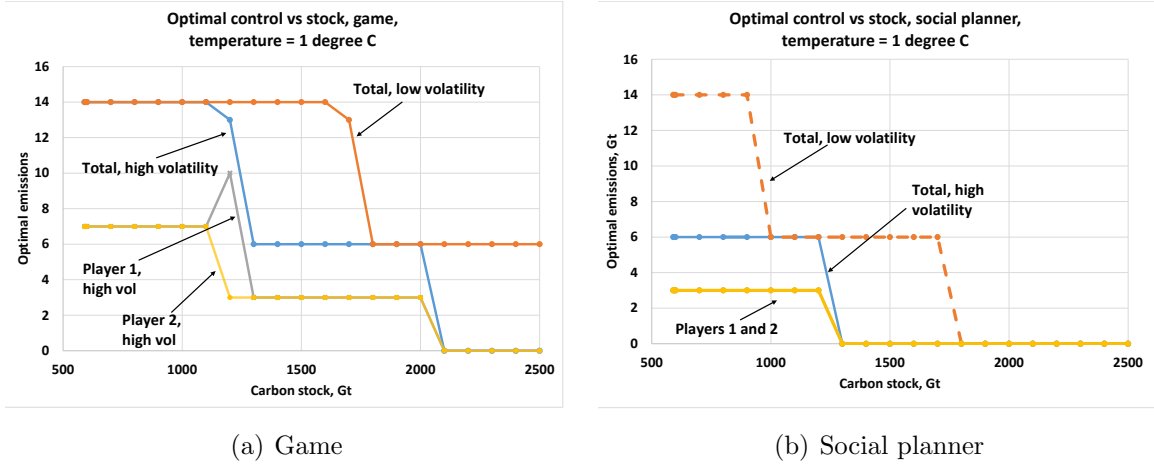 Optimal control vs stock, game,
temperature = 1 degree C
16
14
12
10
8
6
4
2
0
Optimal emissions
Total, low volatility
Total, high volatility
Player 1,
high vol
Player 2,
high vol
500
1000
1500
2000
2500
Carbon stock, Gt
(a) Game
Optimal control vs stock, social planner,
temperature = 1 degree C
16
14
12
10
8
6
4
2
0
Optimal emissions, Gt
Total, low volatility
Total, high
volatility
Players 1 and 2
500
1000
1500
2000
2500
Carbon stock, Gt
(b) Social planner